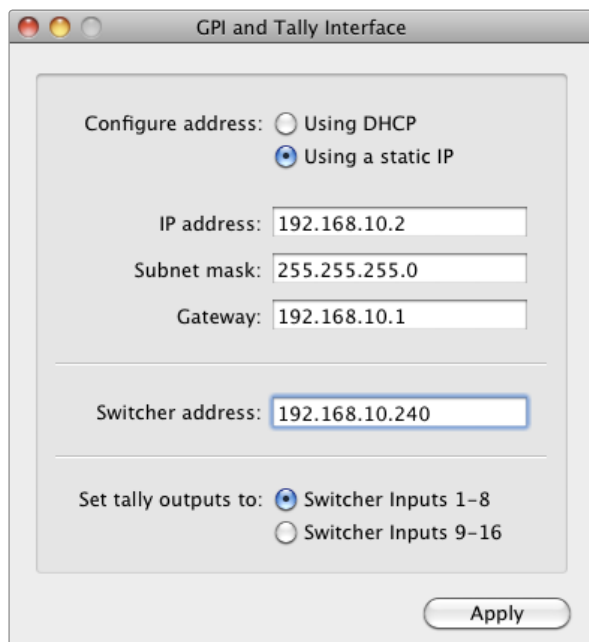 GPI and Tally Interface
Configure address: Using DHCP
Using a static IP
IP address: 192.168.10.2
Subnet mask: 255.255.255.0
Gateway: 192.168.10.1
Switcher address: 192.168.10.240
Set tally outputs to: Switcher Inputs 1–8
Switcher Inputs 9–16
Apply